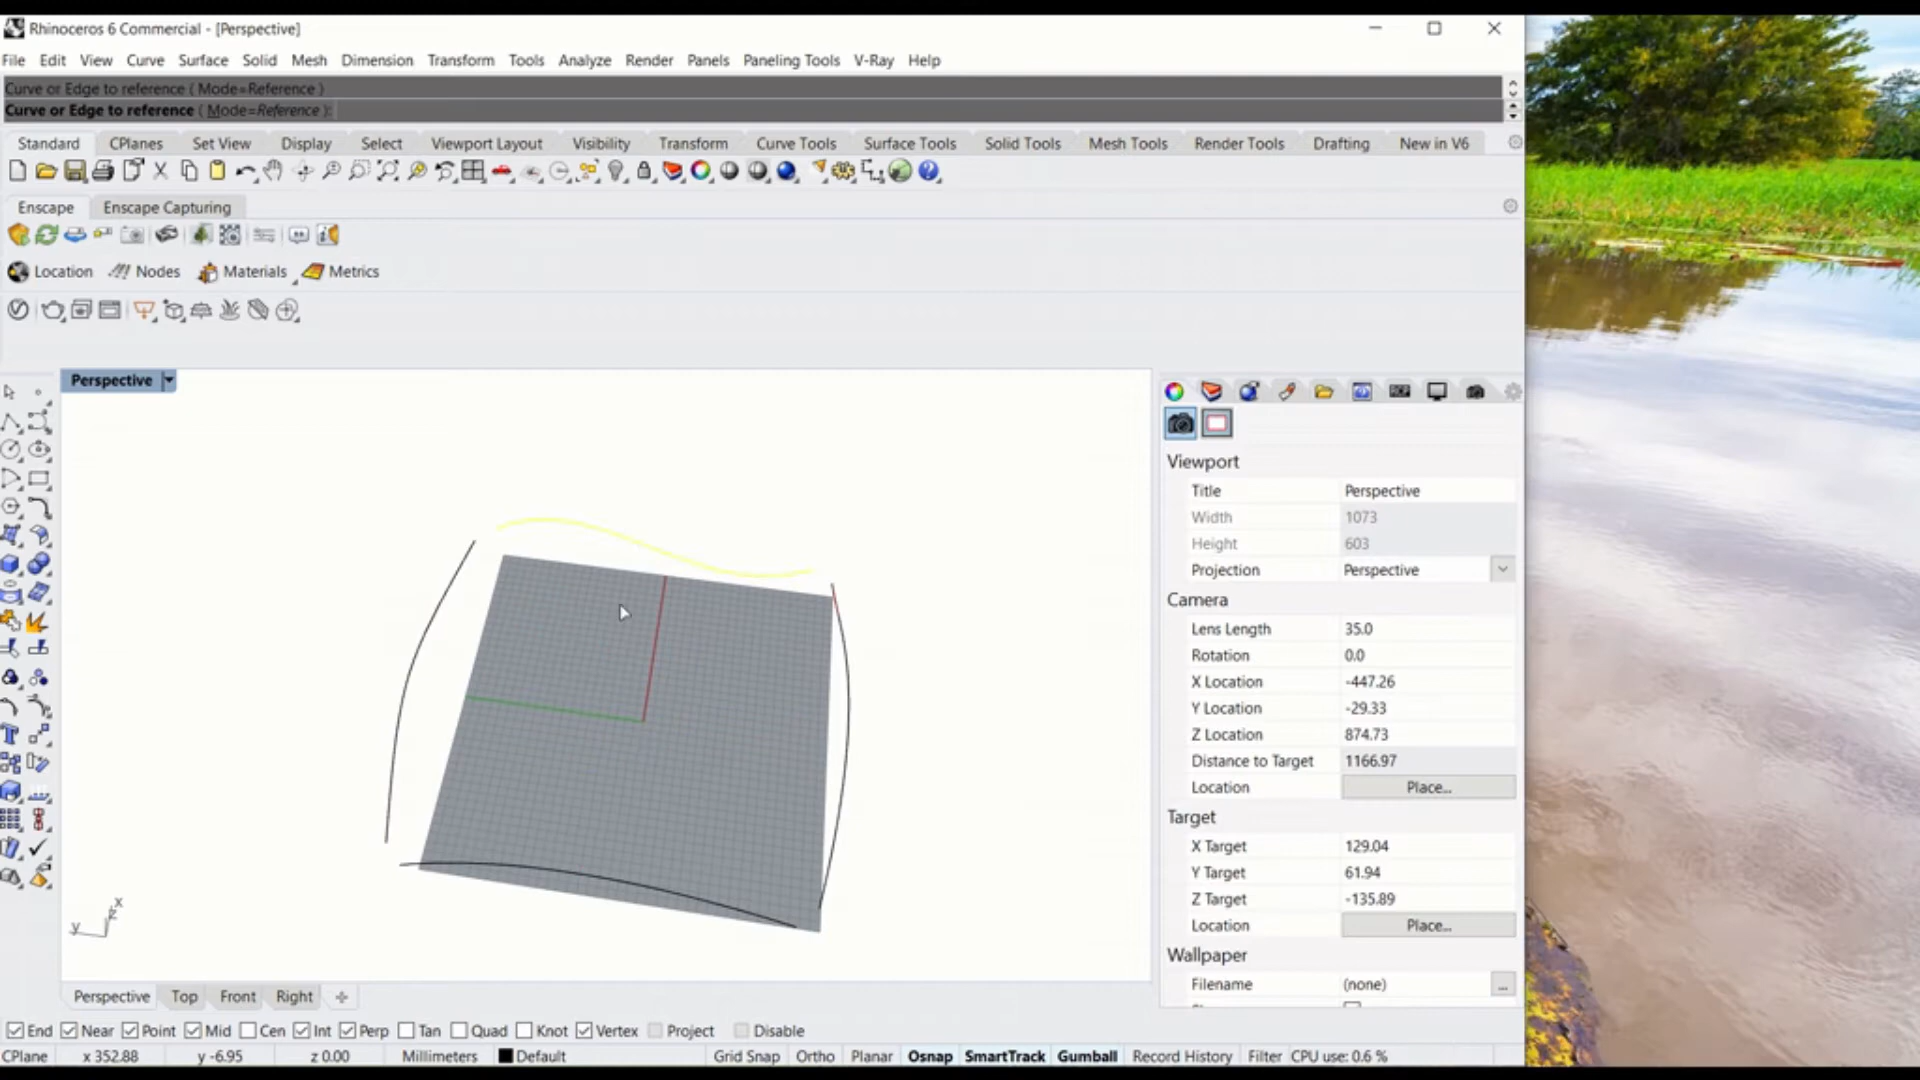 Rhinoceros 6 Commercial - [Perspective]
File Edit View Curve Surface Solid Mesh Dimension Transform Tools Analyze Render Panels Paneling Tools V-Ray Help
Curve or Edge to reference ( Mode=Reference )
Curve or Edge to reference ( Mode=Reference ):
Standard CPlanes Set View Display Select Viewport Layout Visibility Transform Curve Tools Surface Tools Solid Tools Mesh Tools Render Tools Drafting New in V6
Enscape Enscape Capturing
Location Nodes Materials Metrics
Perspective
Viewport
Title Perspective
Width 1073
Height 603
Projection Perspective
Camera
Lens Length 35.0
Rotation 0.0
X Location -447.26
Y Location -29.33
Z Location 874.73
Distance to Target 1166.97
Location Place...
Target
X Target 129.04
Y Target 61.94
Z Target -135.89
Location Place...
Wallpaper
Filename (none) ...
x
z
y
Perspective Top Front Right
End Near Point Mid Cen Int Perp Tan Quad Knot Vertex Project Disable
CPlane x 352.88 y -6.95 z 0.00 Millimeters Default Grid Snap Ortho Planar Osnap SmartTrack Gumball Record History Filter CPU use: 0.6 %